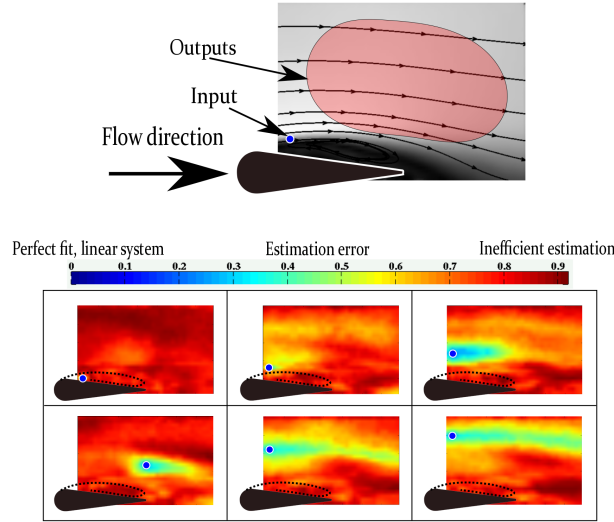 Outputs
Input
Flow direction
Perfect fit, linear system Estimation error Inefficient estimation
0 0.1 0.2 0.3 0.4 0.5 0.6 0.7 0.8 0.9